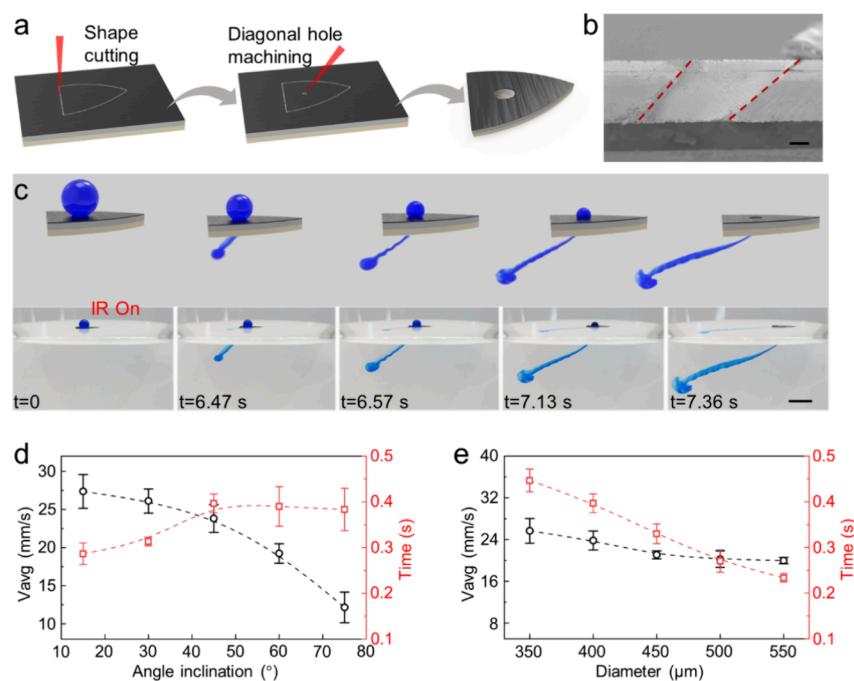 a
Shape
cutting
Diagonal hole
machining
b
c
IR On
t=0
t=6.47 s
t=6.57 s
t=7.13 s
t=7.36 s
d
30
25
20
15
10
Vavg (mm/s)
0.5
0.4
0.3
0.2
0.1
Time (s)
10 20 30 40 50 60 70 80
Angle inclination (°)
e
40
32
24
16
8
Vavg (mm/s)
0.5
0.4
0.3
0.2
0.1
Time (s)
350 400 450 500 550
Diameter (μm)